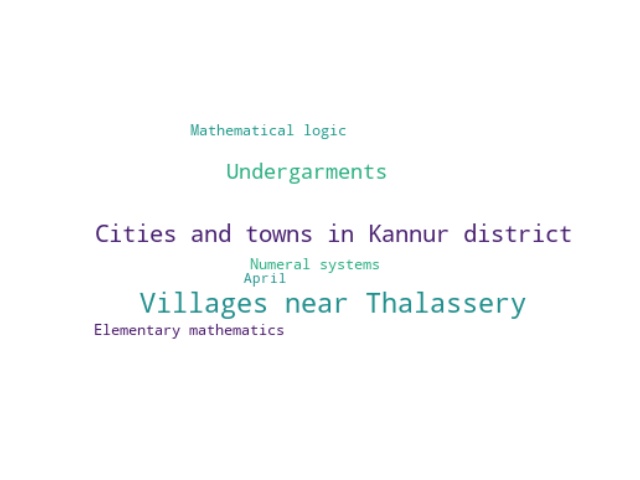 Mathematical logic
Undergarments
Cities and towns in Kannur district
Numeral systems
April
Villages near Thalassery
Elementary mathematics